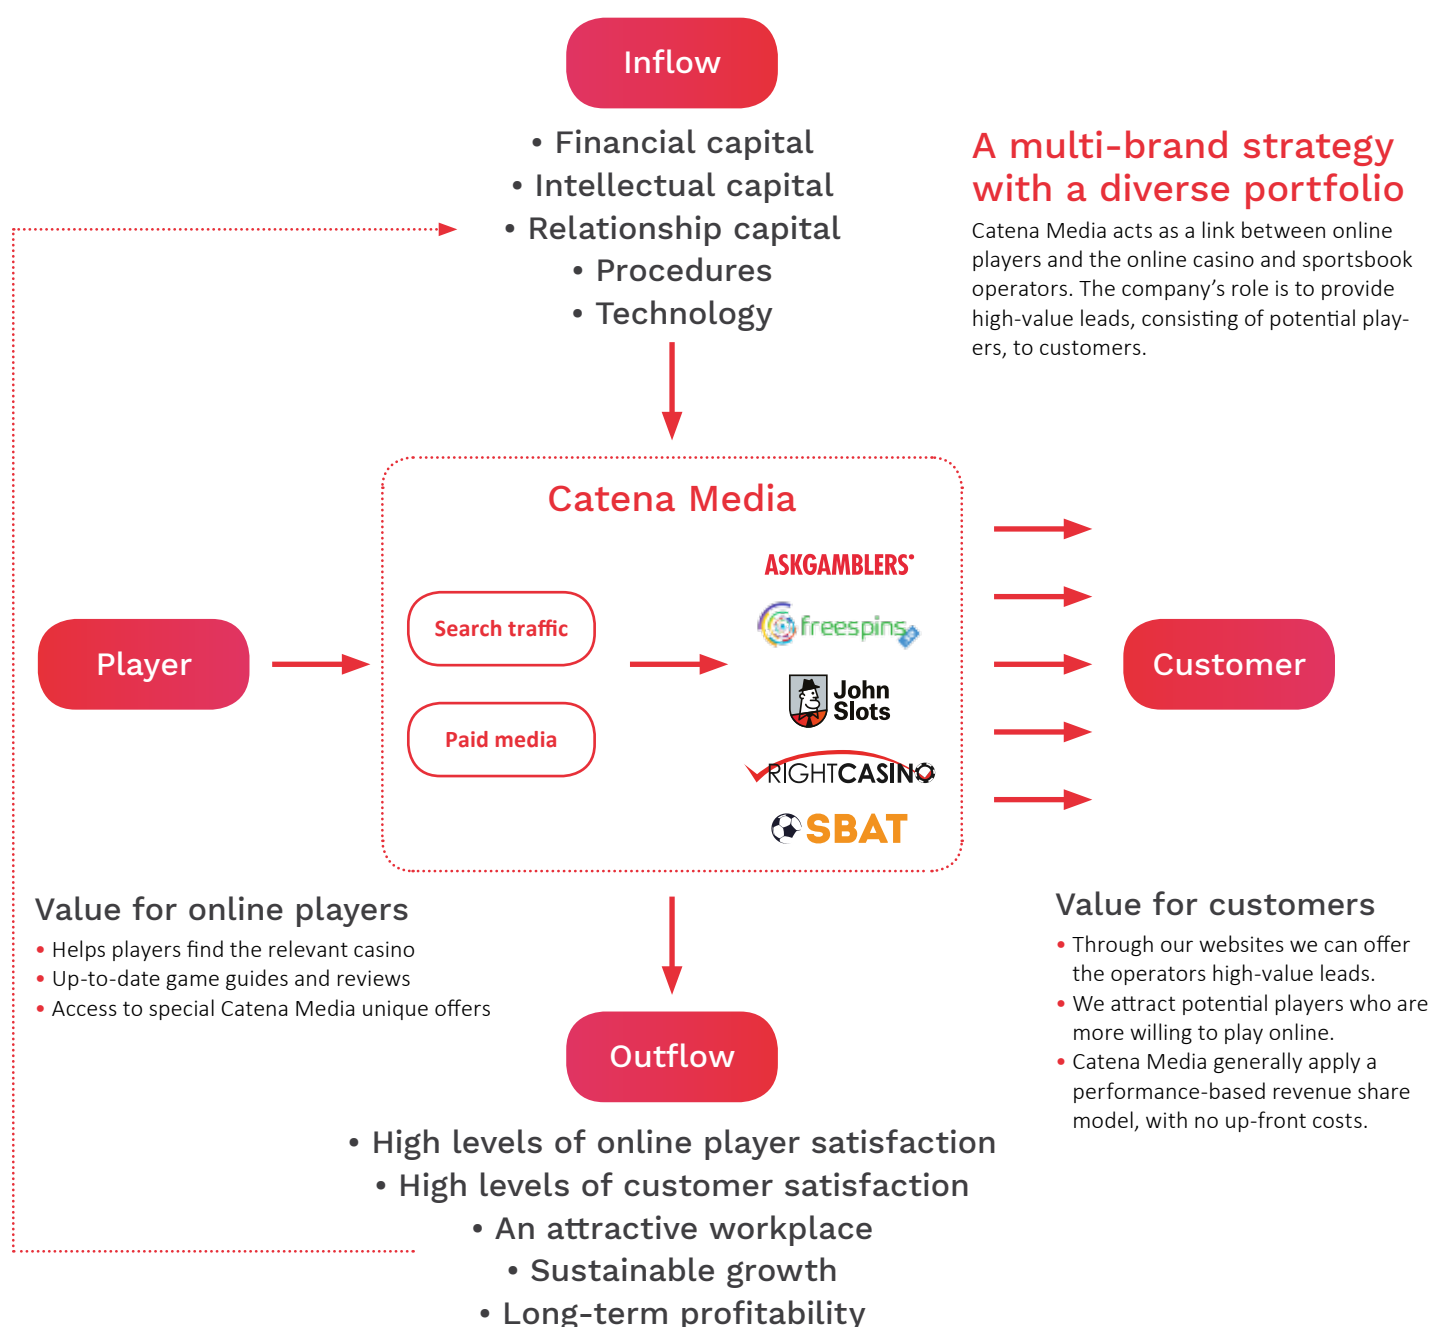 Inflow
• Financial capital
• Intellectual capital
• Relationship capital
• Procedures
• Technology
A multi-brand strategy
with a diverse portfolio
Catena Media acts as a link between online
players and the online casino and sportsbook
operators. The company’s role is to provide
high-value leads, consisting of potential play-
ers, to customers.
Catena Media
Player
Search traffic
Paid media
ASKGAMBLERS
freespins
John
Slots
RIGHTCASINO
SBAT
Customer
Value for online players
• Helps players find the relevant casino
• Up-to-date game guides and reviews
• Access to special Catena Media unique offers
Value for customers
• Through our websites we can offer
the operators high-value leads.
• We attract potential players who are
more willing to play online.
• Catena Media generally apply a
performance-based revenue share
model, with no up-front costs.
Outflow
• High levels of online player satisfaction
• High levels of customer satisfaction
• An attractive workplace
• Sustainable growth
• Long-term profitability